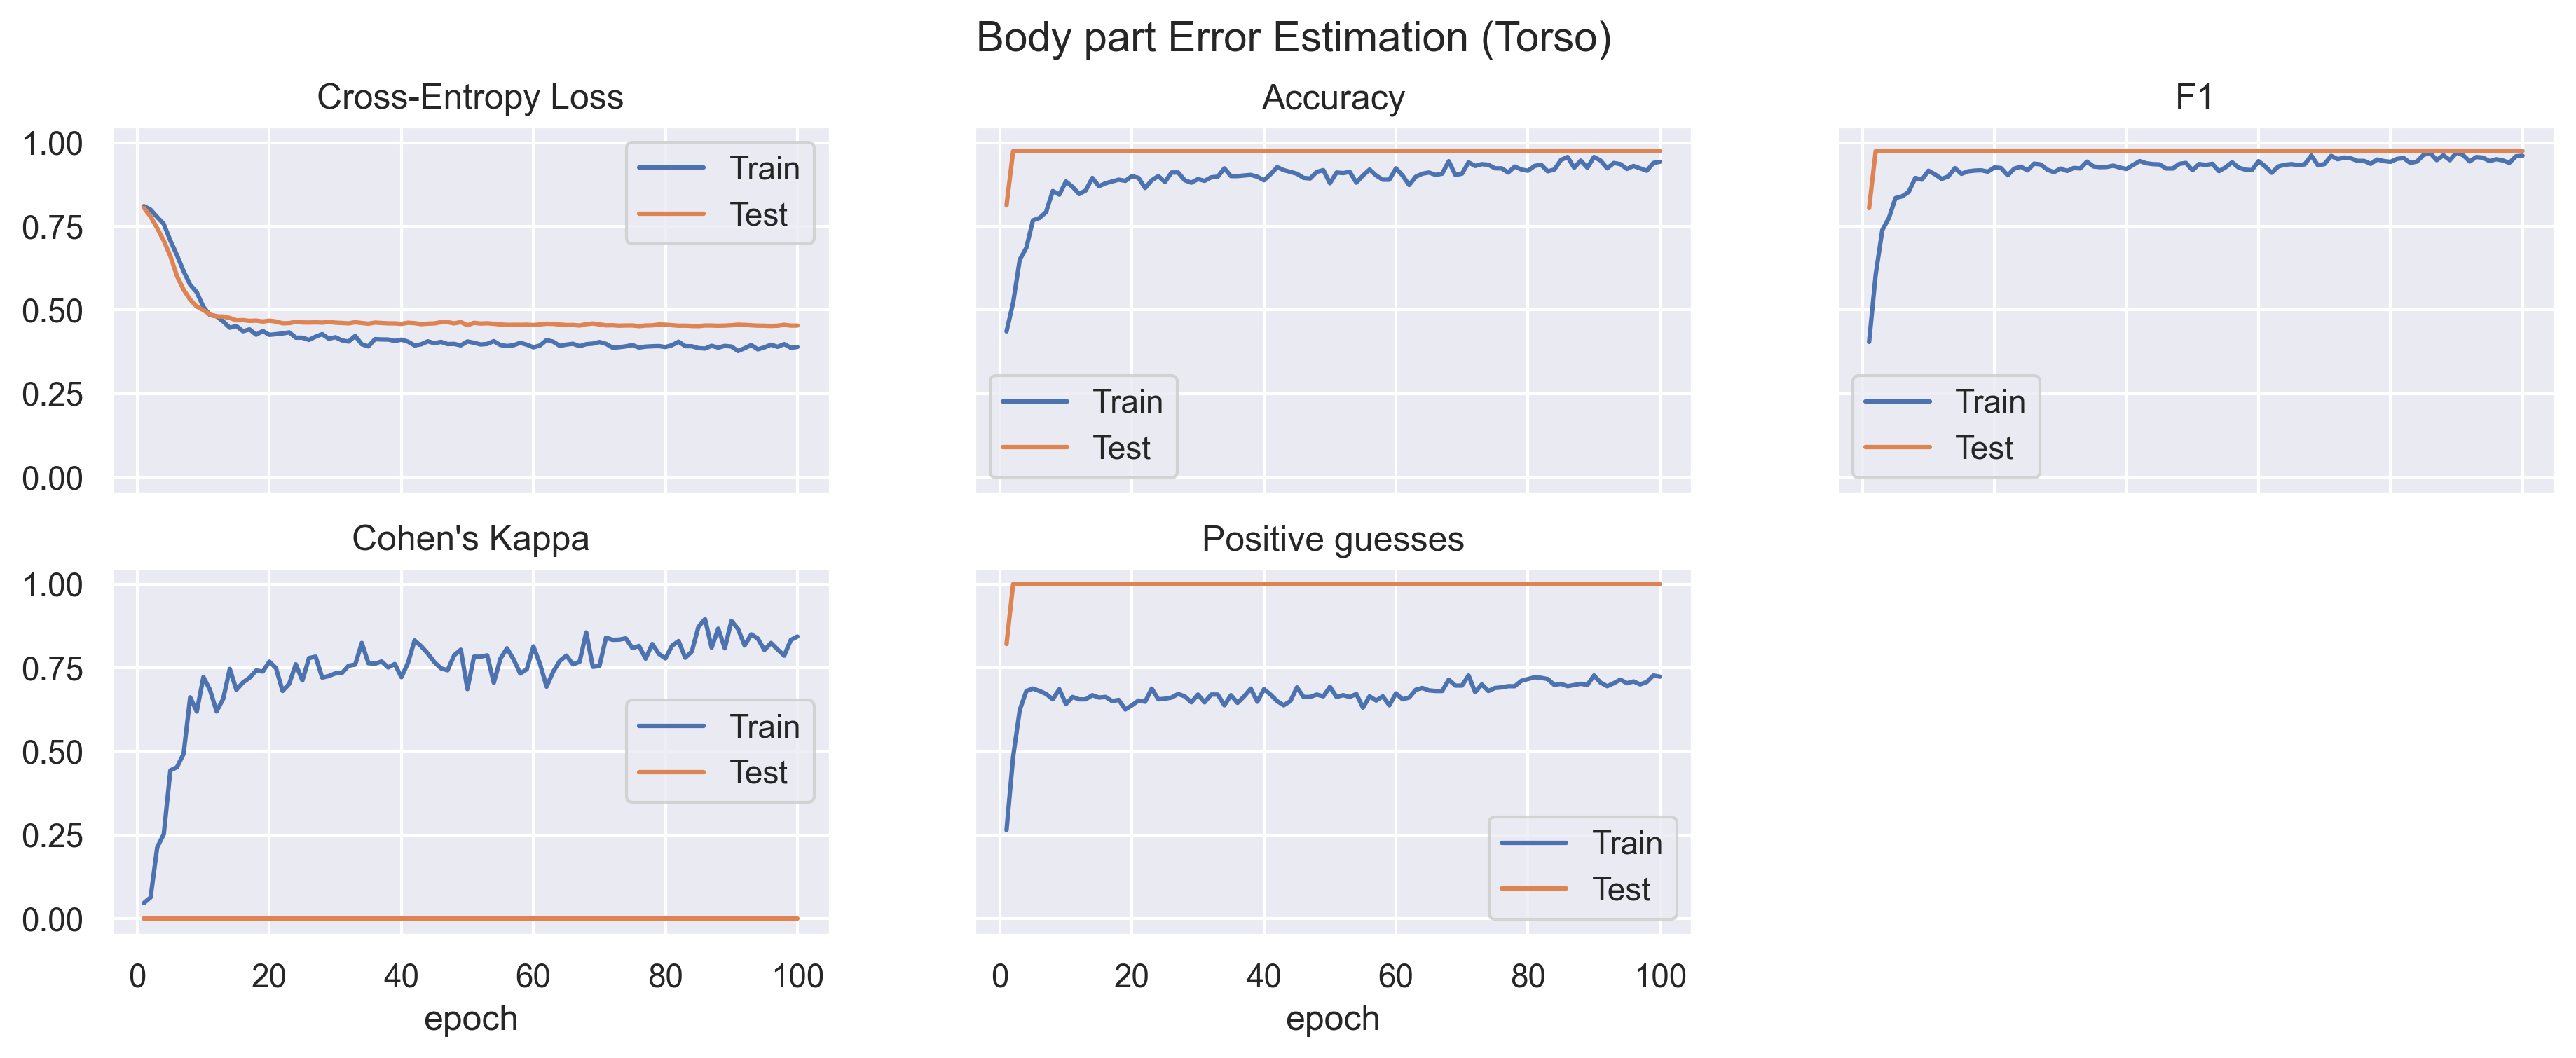 Body part Error Estimation (Torso)
Cross-Entropy Loss
1.00
0.75
0.50
0.25
0.00
Train
Test
Accuracy
Train
Test
F1
Train
Test
Cohen's Kappa
1.00
0.75
0.50
0.25
0.00
Train
Test
0 20 40 60 80 100
epoch
Positive guesses
Train
Test
0 20 40 60 80 100
epoch